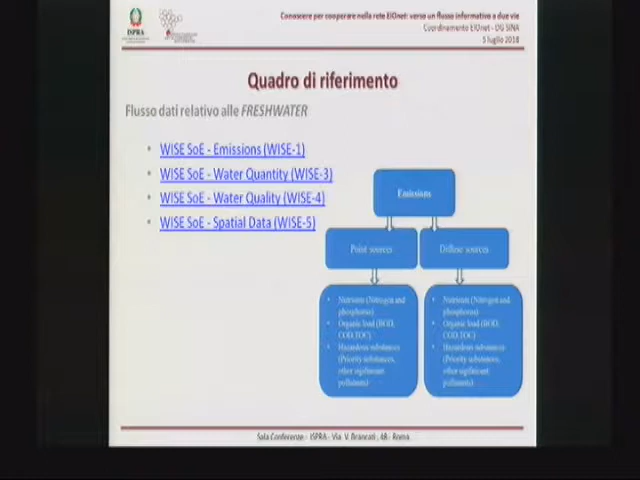 Conoscere per cooperare nella rete EIOnet: verso un flusso informativo a due vie
Coordinamento EIOnet - DG SINA
5 luglio 2018
ISPRA
Quadro di riferimento
Flusso dati relativo alle FRESHWATER
• WISE SoE - Emissions (WISE-1)
• WISE SoE - Water Quantity (WISE-3)
• WISE SoE - Water Quality (WISE-4)
• WISE SoE - Spatial Data (WISE-5)
Emissions
Point sources
Diffuse sources
• Nutrients (Nitrogen and
phosphorus)
• Organic load (BOD,
COD,TOC)
• Hazardous substances
(Priority substances,
other significant
pollutants)
• Nutrients (Nitrogen and
phosphorus)
• Organic load (BOD,
COD,TOC)
• Hazardous substances)
(Priority substances,
other significant
pollutants)
Sala Conferenze - ISPRA - Via V. Brancati, 48 - Roma